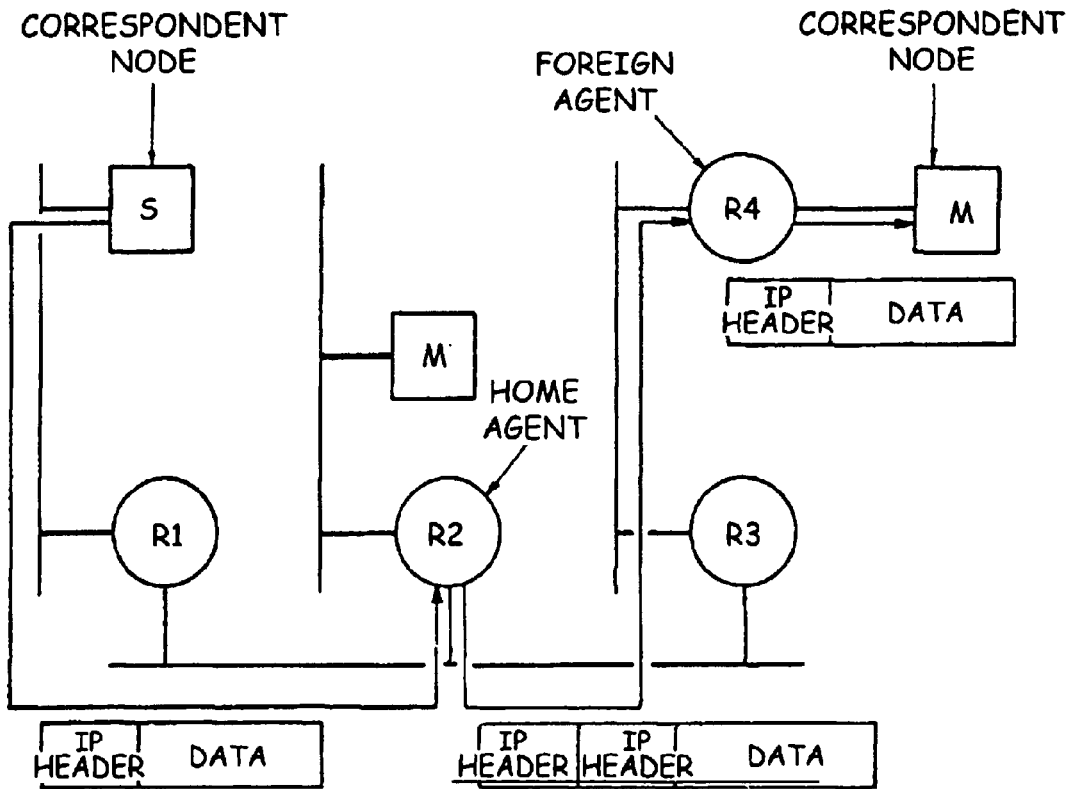 CORRESPONDENT
NODE
FOREIGN
AGENT
CORRESPONDENT
NODE
S
R4
M
IP
HEADER
DATA
M
HOME
AGENT
R1
R2
R3
IP
HEADER
DATA
IP
HEADER
IP
HEADER
DATA